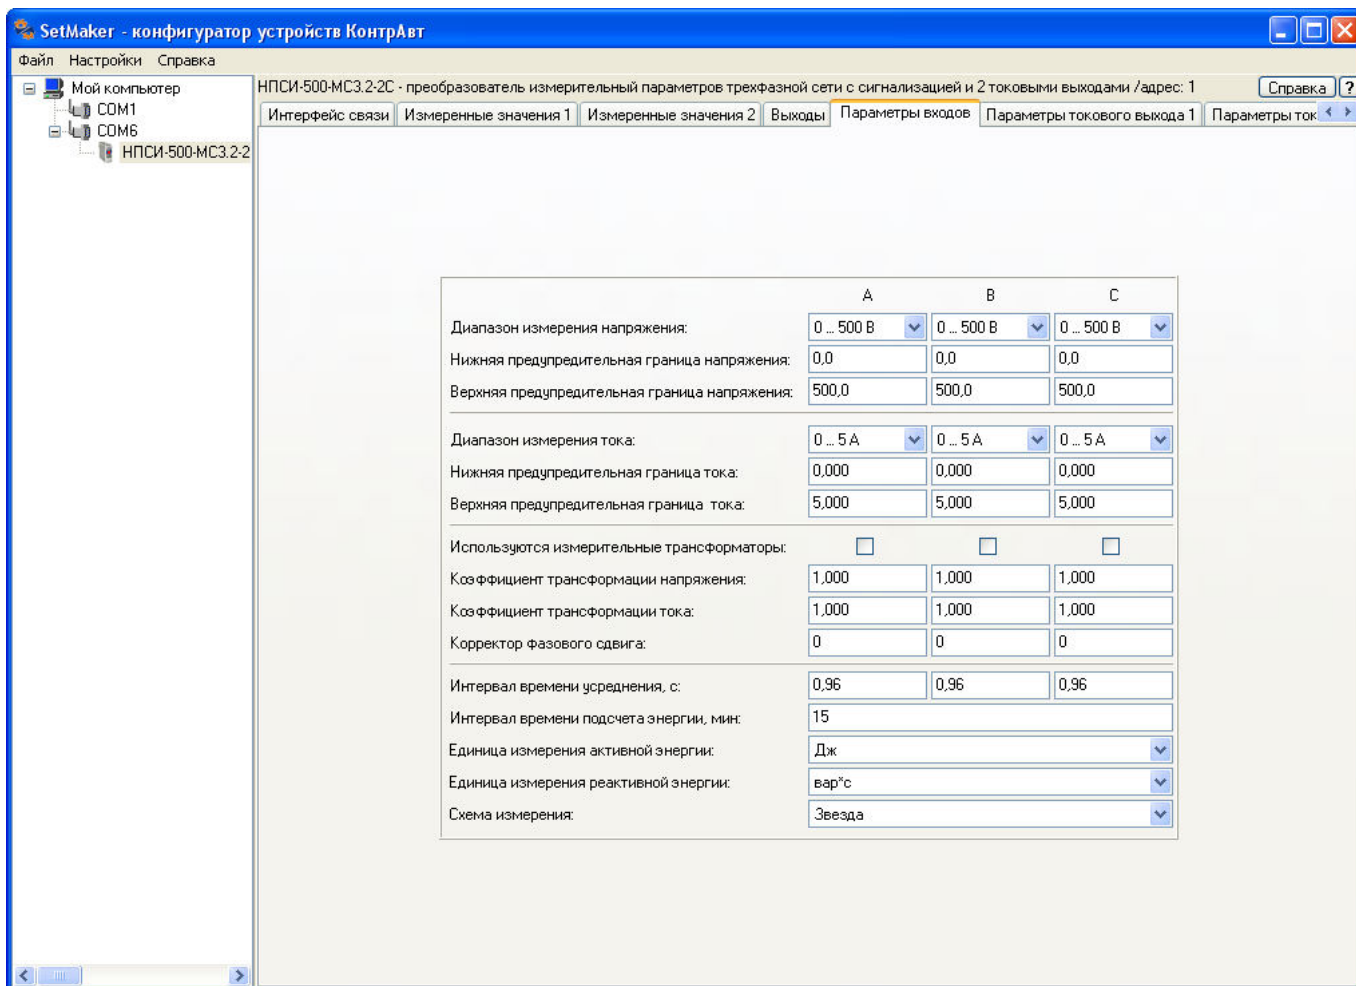 SetMaker - конфигуратор устройств КонтрАвт
Файл Настройки Справка
Мой компьютер
COM1
COM6
НПСИ-500-МС3.2-2
НПСИ-500-МС3.2-2С - преобразователь измерительный параметров трехфазной сети с сигнализацией и 2 токовыми выходами /адрес: 1
Справка ?
Интерфейс связи Измеренные значения 1 Измеренные значения 2 Выходы Параметры входов Параметры токового выхода 1 Параметры ток
A B C
Диапазон измерения напряжения: 0 ... 500 В 0 ... 500 В 0 ... 500 В
Нижняя предупредительная граница напряжения: 0,0 0,0 0,0
Верхняя предупредительная граница напряжения: 500,0 500,0 500,0
Диапазон измерения тока: 0 ... 5 А 0 ... 5 А 0 ... 5 А
Нижняя предупредительная граница тока: 0,000 0,000 0,000
Верхняя предупредительная граница тока: 5,000 5,000 5,000
Используются измерительные трансформаторы:
Коэффициент трансформации напряжения: 1,000 1,000 1,000
Коэффициент трансформации тока: 1,000 1,000 1,000
Корректор фазового сдвига: 0 0 0
Интервал времени усреднения, с: 0,96 0,96 0,96
Интервал времени подсчета энергии, мин: 15
Единица измерения активной энергии: Дж
Единица измерения реактивной энергии: вар*с
Схема измерения: Звезда